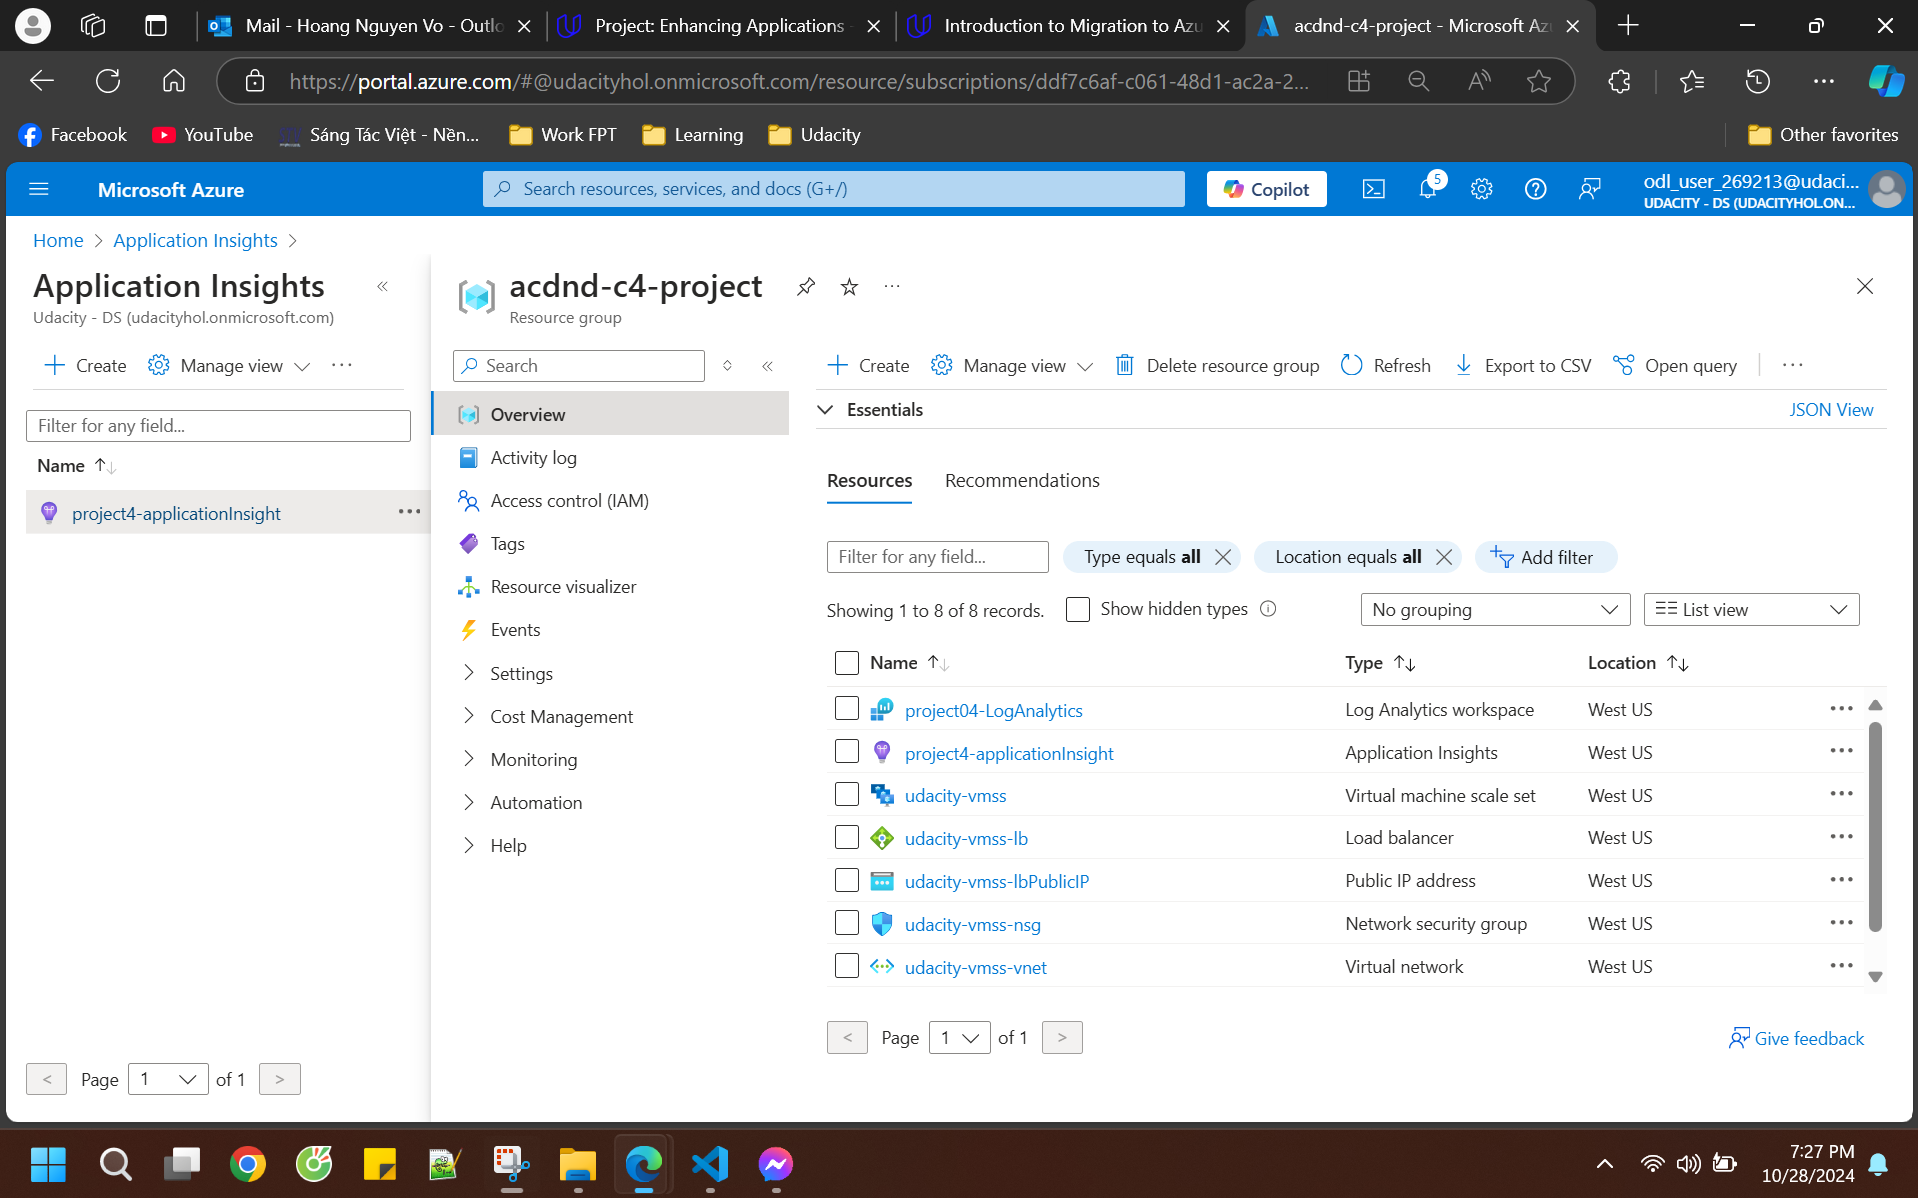 Mail - Hoang Nguyen Vo - Outlo
Project: Enhancing Applications -
Introduction to Migration to Azu
acdnd-c4-project - Microsoft Az
https://portal.azure.com/#@udacityhol.onmicrosoft.com/resource/subscriptions/ddf7c6af-c061-48d1-ac2a-2...
Facebook
YouTube
Sáng Tác Việt - Nền...
Work FPT
Learning
Udacity
Other favorites
Microsoft Azure
Search resources, services, and docs (G+/)
Copilot
5
odl_user_269213@udaci...
UDACITY - DS (UDACITYHOL.ON...
Home
Application Insights
Application Insights
Udacity - DS (udacityhol.onmicrosoft.com)
Create
Manage view
Filter for any field...
Name
project4-applicationInsight
Page
1
of 1
acdnd-c4-project
Resource group
Search
Overview
Activity log
Access control (IAM)
Tags
Resource visualizer
Events
Settings
Cost Management
Monitoring
Automation
Help
Create
Manage view
Delete resource group
Refresh
Export to CSV
Open query
Essentials
JSON View
Resources
Recommendations
Filter for any field...
Type equals all
Location equals all
Add filter
Showing 1 to 8 of 8 records.
Show hidden types
No grouping
List view
Name Type Location
project04-LogAnalytics Log Analytics workspace West US
project4-applicationInsight Application Insights West US
udacity-vmss Virtual machine scale set West US
udacity-vmss-lb Load balancer West US
udacity-vmss-lbPublicIP Public IP address West US
udacity-vmss-nsg Network security group West US
udacity-vmss-vnet Virtual network West US
< Page 1 of 1 >
Give feedback
7:27 PM
10/28/2024